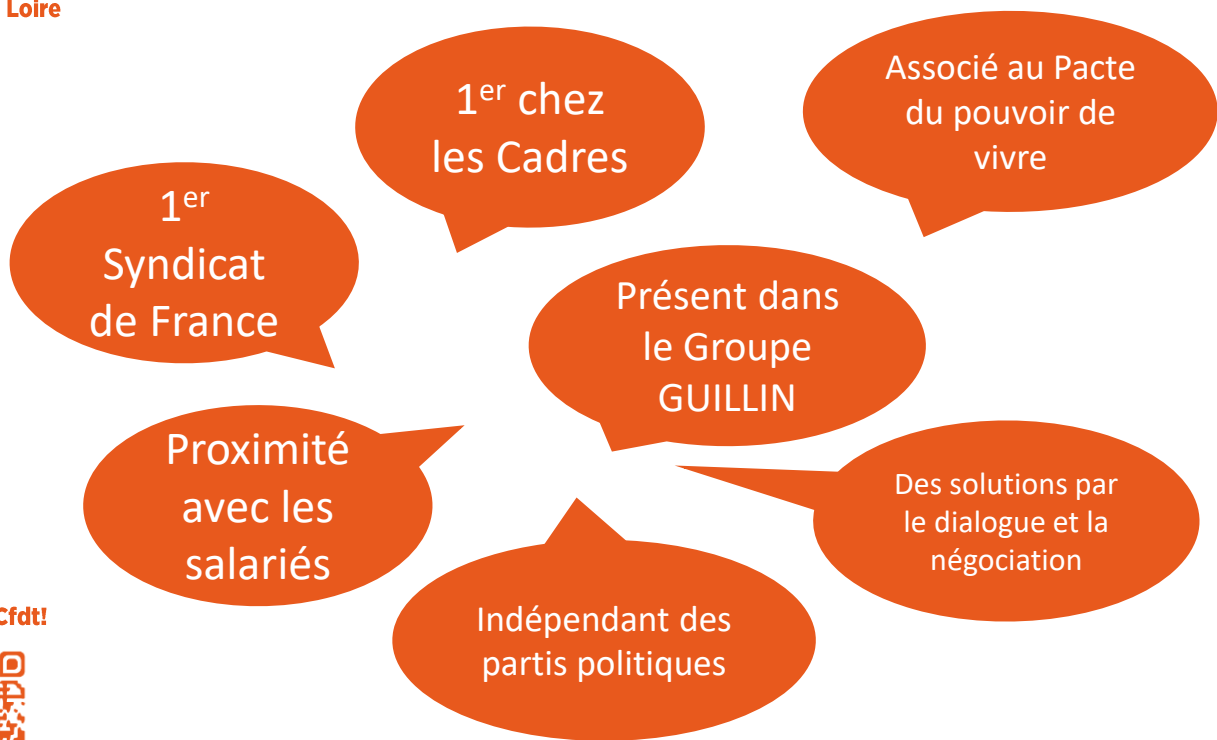 Loire
1er chez
les Cadres
Associé au Pacte
du pouvoir de
vivre
1er
Syndicat
de France
Présent dans
le Groupe
GUILLIN
Proximité
avec les
salariés
Des solutions par
le dialogue et la
négociation
Indépendant des
partis politiques
Cfdt!